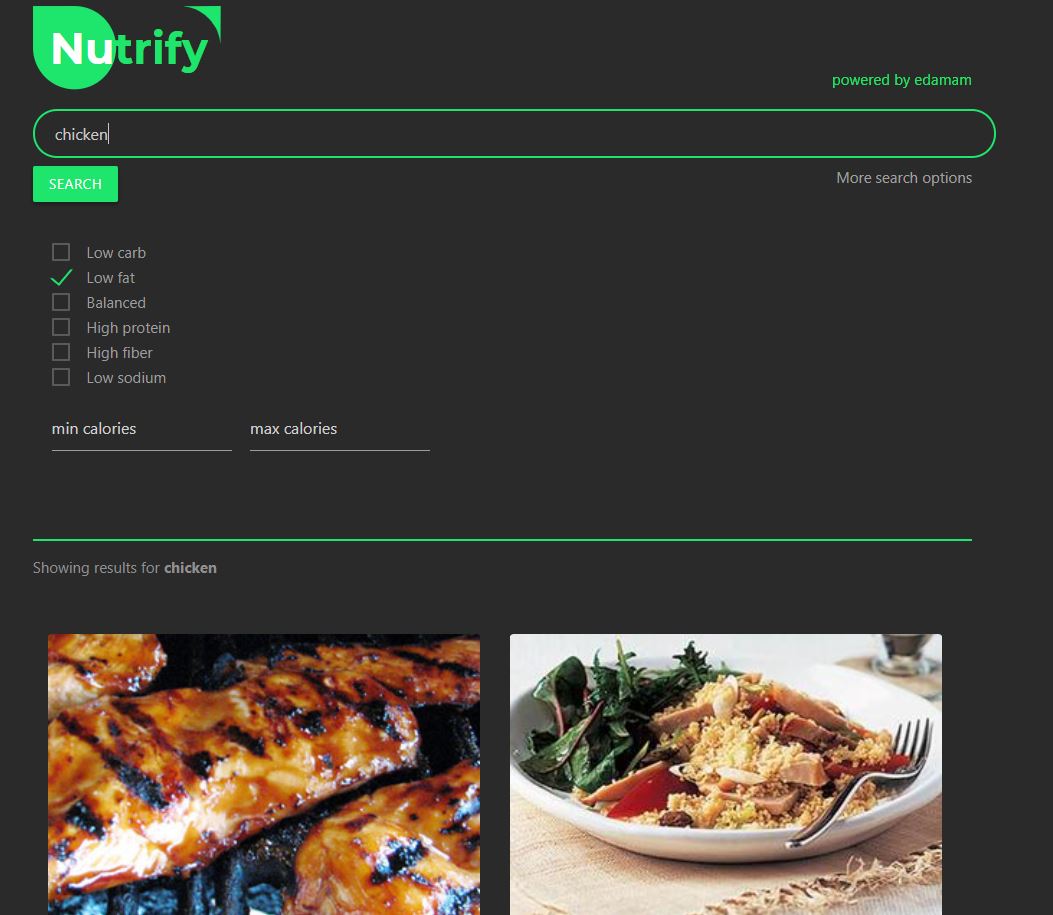 Nutrify
powered by edamam
chicken
SEARCH
More search options
Low carb
Low fat
Balanced
High protein
High fiber
Low sodium
min calories
max calories
Showing results for chicken